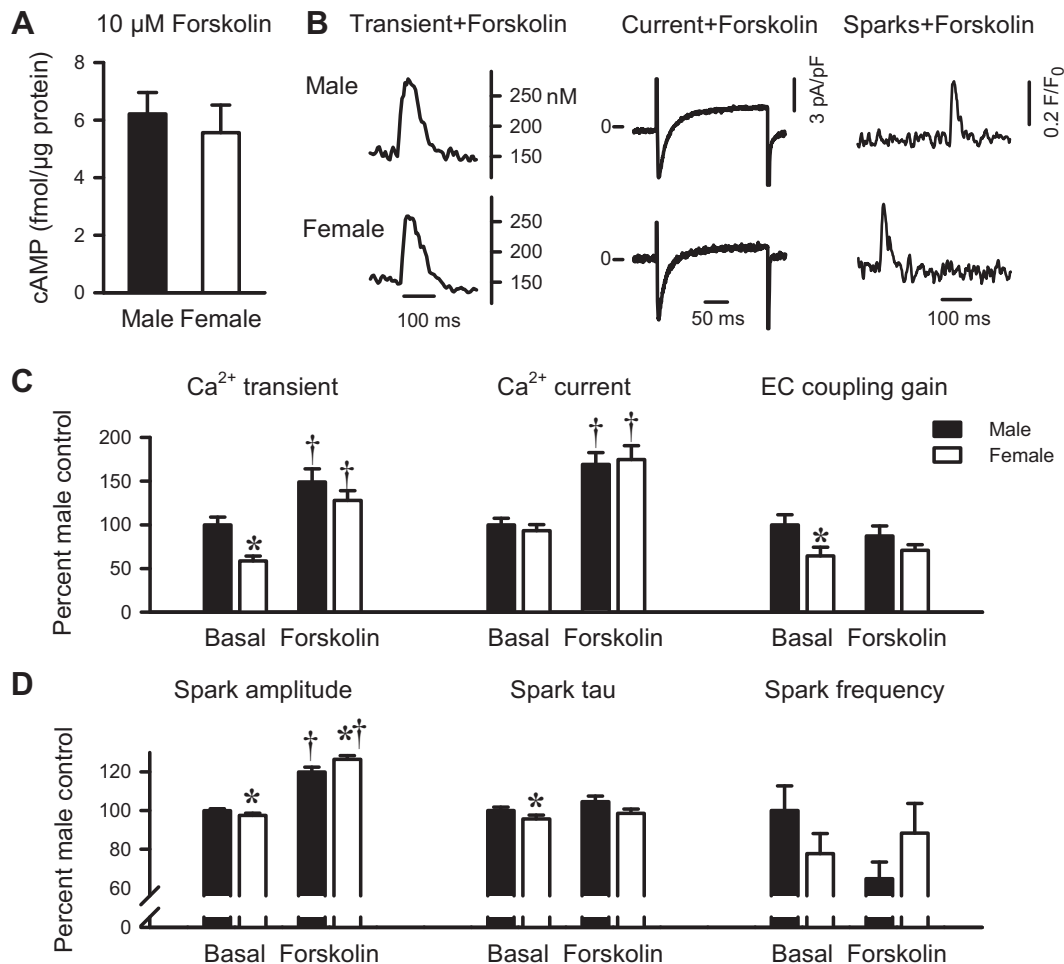 A
10 µM Forskolin
cAMP (fmol/µg protein)
8
6
4
2
0
Male Female
B
Transient+Forskolin
Current+Forskolin
Sparks+Forskolin
Male
250 nM
200
150
0
3 pA/pF
0.2 F/F₀
Female
250
200
150
0
100 ms
50 ms
100 ms
C
Ca²⁺ transient
Ca²⁺ current
EC coupling gain
Male
Female
Percent male control
200
150
100
50
0
† † † †
* *
Basal Forskolin
Basal Forskolin
Basal Forskolin
D
Spark amplitude
Spark tau
Spark frequency
Percent male control
120
100
80
60
0
* † *† *
Basal Forskolin
Basal Forskolin
Basal Forskolin